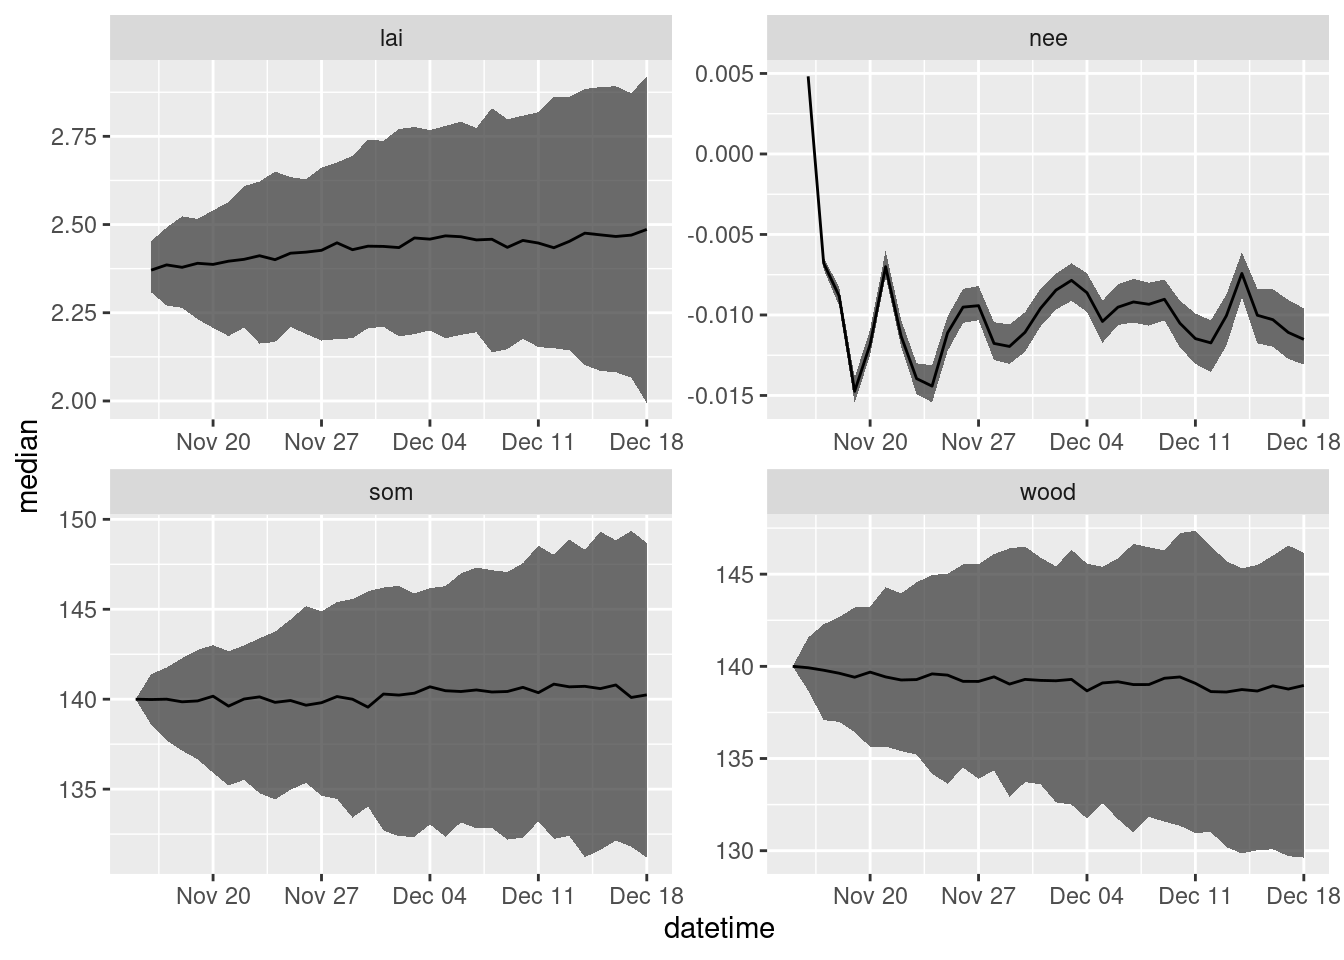 lai
nee
2.75
2.50
2.25
2.00
0.005
0.000
-0.005
-0.010
-0.015
Nov 20 Nov 27 Dec 04 Dec 11 Dec 18
Nov 20 Nov 27 Dec 04 Dec 11 Dec 18
median
som
wood
150
145
140
135
145
140
135
130
Nov 20 Nov 27 Dec 04 Dec 11 Dec 18
Nov 20 Nov 27 Dec 04 Dec 11 Dec 18
datetime